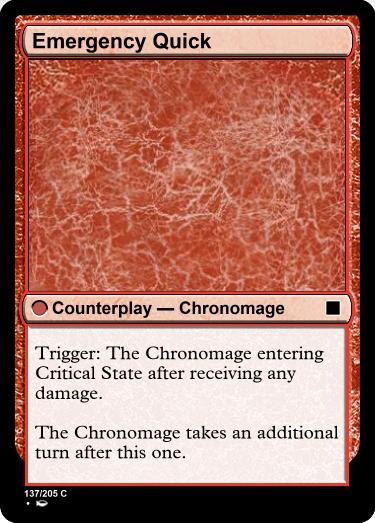 Emergency Quick
Counterplay — Chronomage
Trigger: The Chronomage entering
Critical State after receiving any
damage.
The Chronomage takes an additional
turn after this one.
137/205 C
•